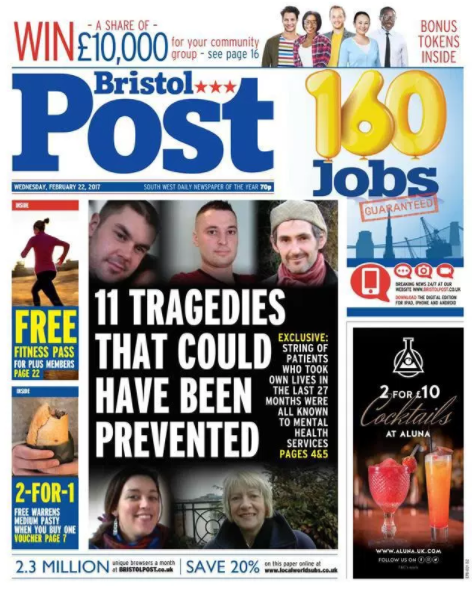 WIN
- A SHARE OF -
£10,000
for your community
group - see page 16
BONUS
TOKENS
INSIDE
Bristol
Post
160
Jobs
GUARANTEED
WEDNESDAY, FEBRUARY 22, 2017
SOUTH WEST DAILY NEWSPAPER OF THE YEAR 70p
INSIDE
FREE
FITNESS PASS
FOR PLUS MEMBERS
PAGE 22
INSIDE
2-FOR-1
FREE WARRENS
MEDIUM PASTY
WHEN YOU BUY ONE
VOUCHER PAGE 7
11 TRAGEDIES
THAT COULD
HAVE BEEN
PREVENTED
EXCLUSIVE:
STRING OF
PATIENTS
WHO TOOK
OWN LIVES IN
THE LAST 27
MONTHS WERE
ALL KNOWN
TO MENTAL
HEALTH
SERVICES
PAGES 4&5
BREAKING NEWS 24/7 AT OUR
WEBSITE WWW.BRISTOLPOST.CO.UK
DOWNLOAD THE DIGITAL EDITION
FOR IPAD, IPHONE AND ANDROID
2 FOR £10
Cocktails
AT ALUNA
WWW.ALUNA.UK.COM
FOLLOW US ON
2.3 MILLION
unique browsers a month
at BRISTOLPOST.co.uk
SAVE 20%
on this paper online at
www.localworldsubs.co.uk